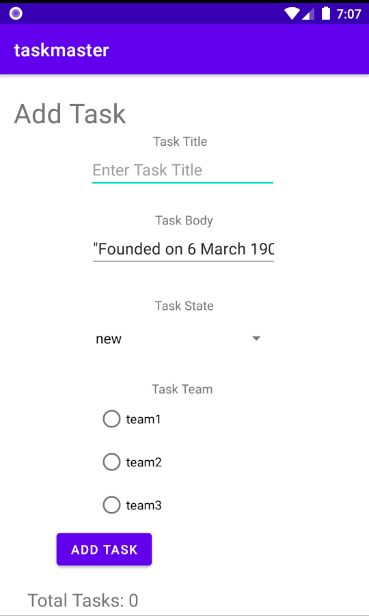 7:07
taskmaster
Add Task
Task Title
Enter Task Title
Task Body
"Founded on 6 March 190
Task State
new
Task Team
team1
team2
team3
ADD TASK
Total Tasks: 0